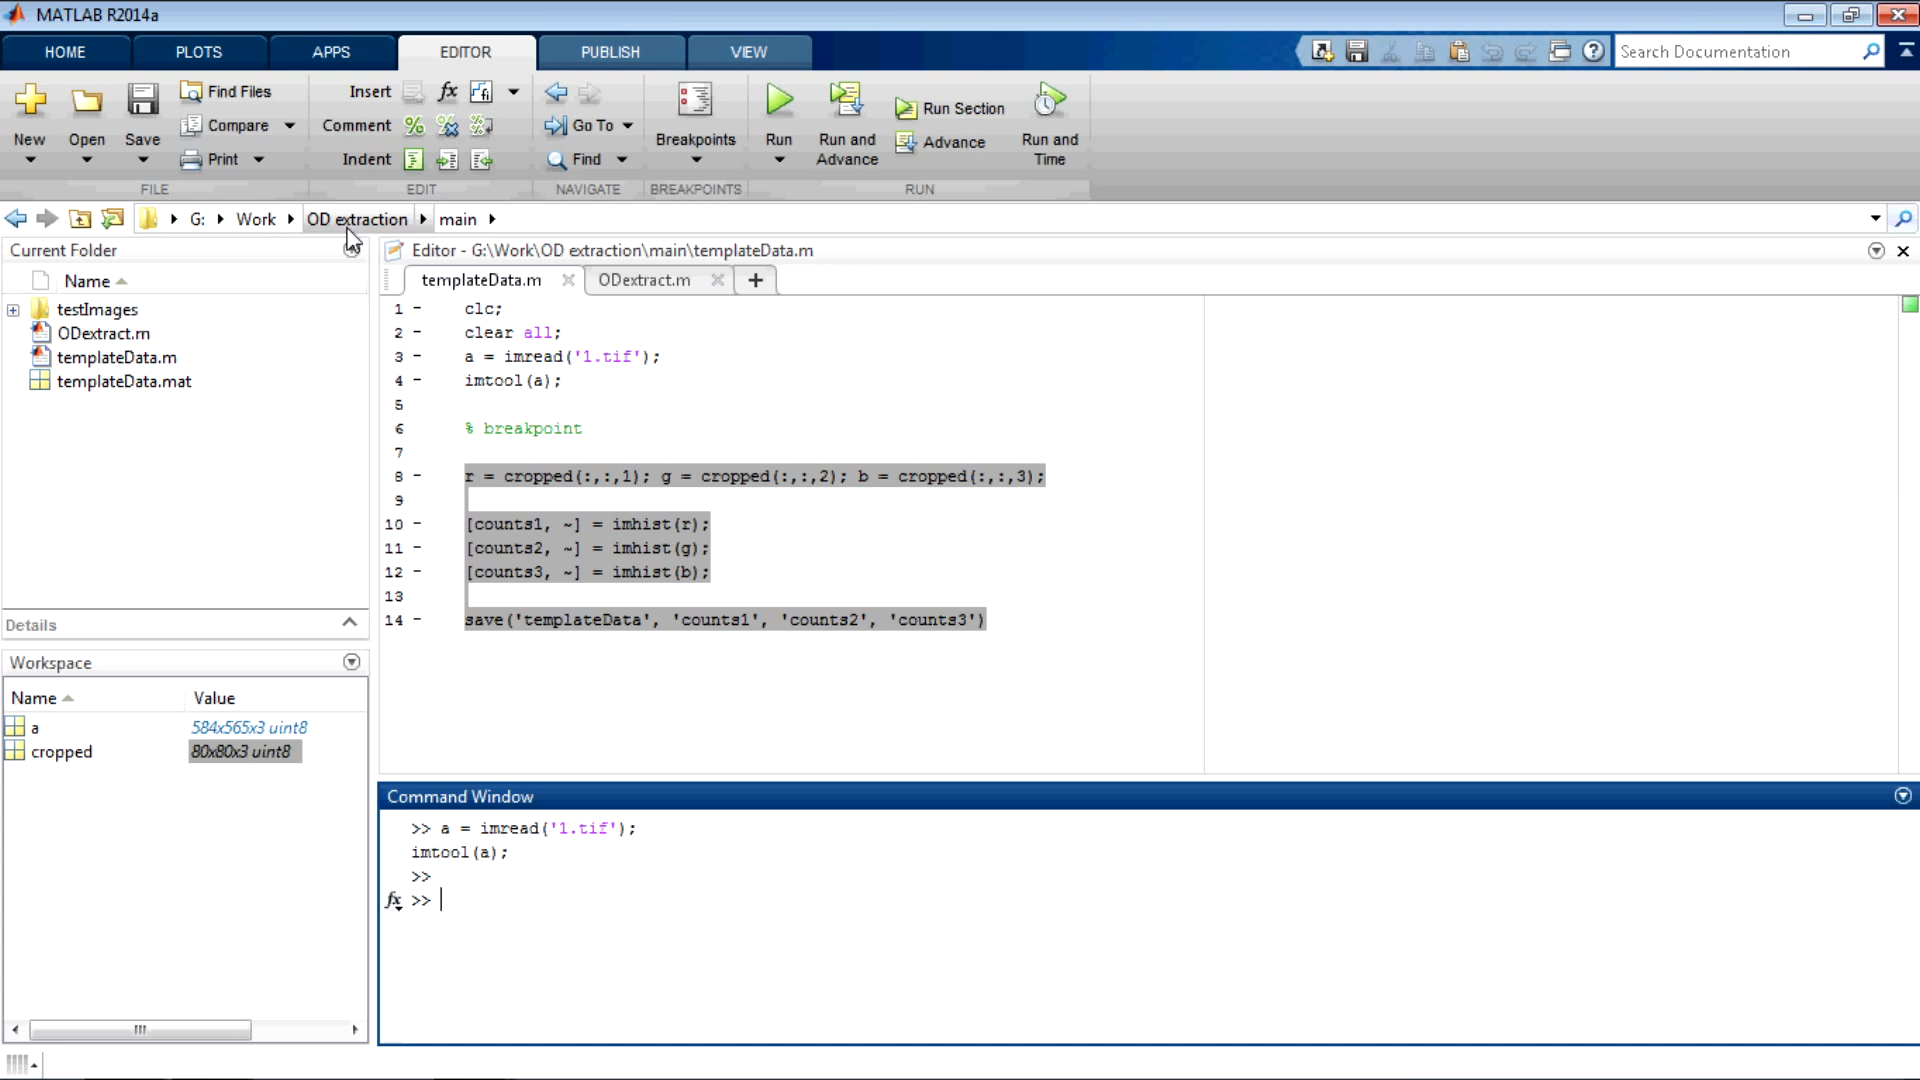 MATLAB R2014a
HOME PLOTS APPS EDITOR PUBLISH VIEW Search Documentation
New Open Save Find Files Compare Print
Insert fx Comment Indent
Go To Find
Breakpoints
Run Run and Advance Run Section Advance Run and Time
FILE EDIT NAVIGATE BREAKPOINTS RUN
G: Work OD extraction main
Current Folder
Name
testImages
ODextract.m
templateData.m
templateData.mat
Details
Workspace
Name Value
a 584x565x3 uint8
cropped 80x80x3 uint8
Editor - G:\Work\OD extraction\main\templateData.m
templateData.m ODextract.m
1 - clc;
2 - clear all;
3 - a = imread('1.tif');
4 - imtool(a);
5
6 % breakpoint
7
8 - r = cropped(:,:,1); g = cropped(:,:,2); b = cropped(:,:,3);
9
10 - [counts1, ~] = imhist(r);
11 - [counts2, ~] = imhist(g);
12 - [counts3, ~] = imhist(b);
13
14 - save('templateData', 'counts1', 'counts2', 'counts3')
Command Window
>> a = imread('1.tif');
imtool(a);
>>
fx >>